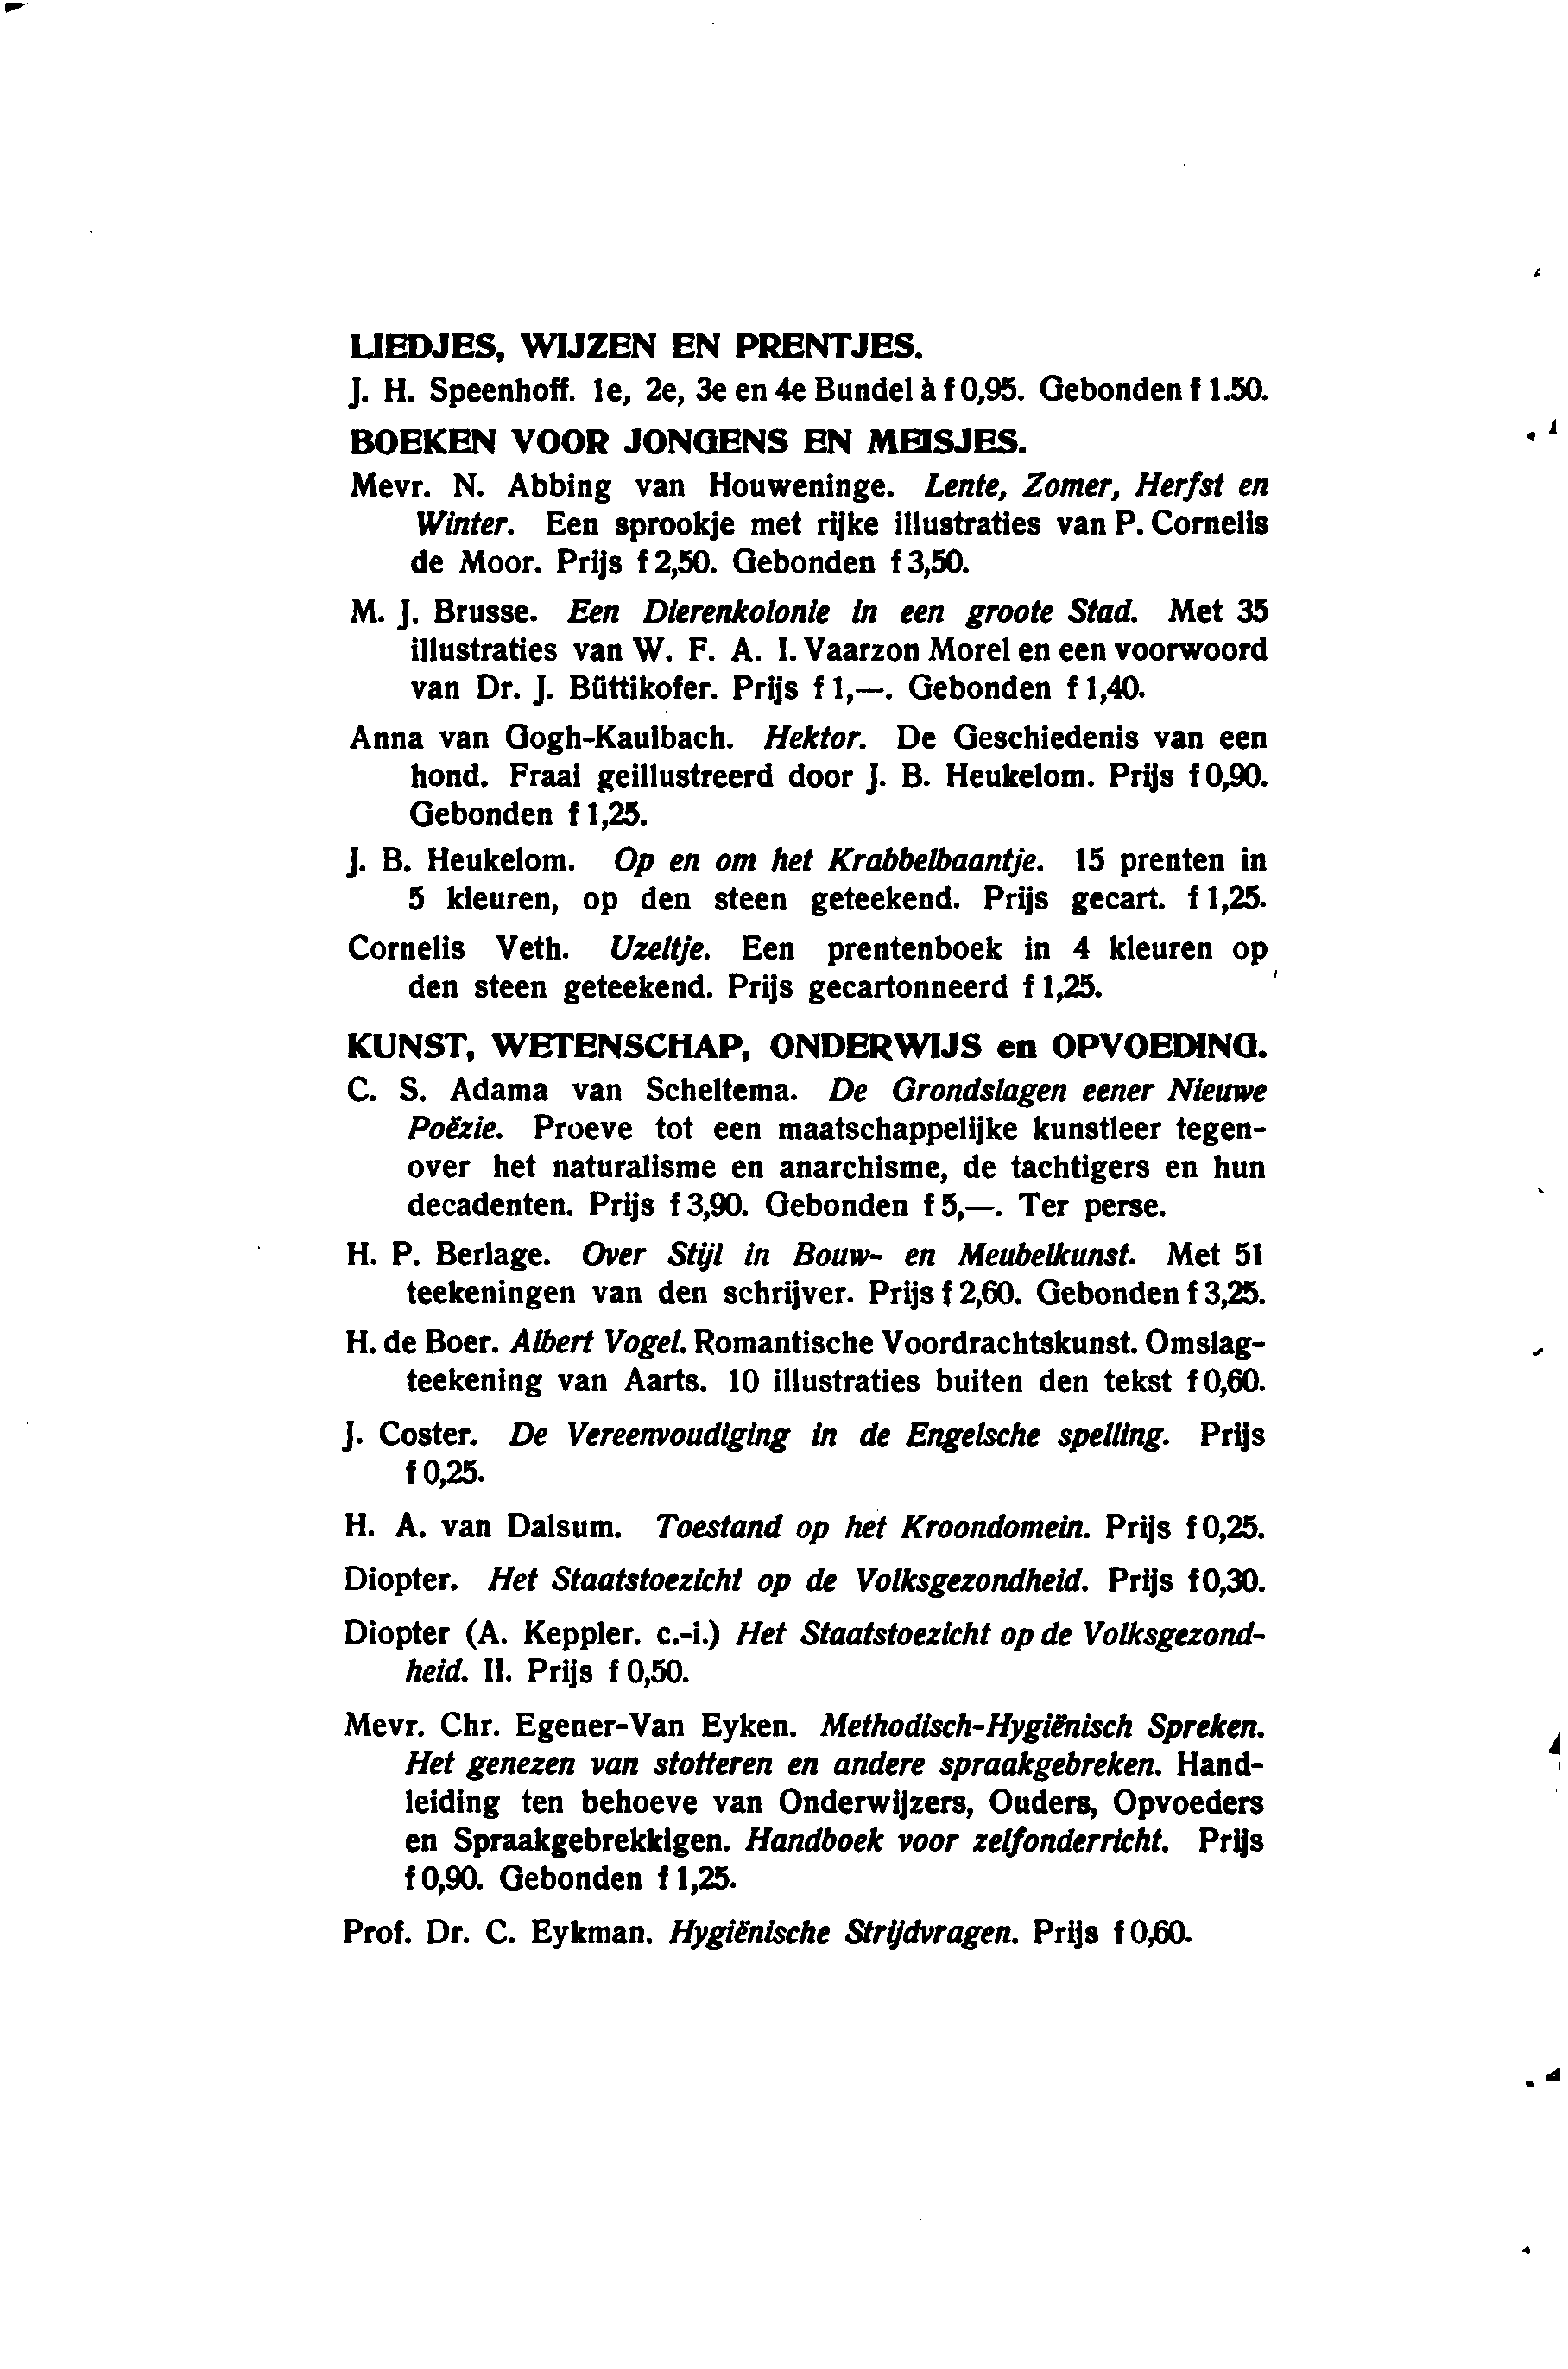 LIEDJES, WIJZEN EN PRENTJES.
J. H. Speenhoff. 1e, 2e, 3e en 4e Bundel à f 0,95. Gebonden f 1.50.
BOEKEN VOOR JONGENS EN MEISJES.
Mevr. N. Abbing van Houweninge. Lente, Zomer, Herfst en
Winter. Een sprookje met rijke illustraties van P. Cornelis
de Moor. Prijs f 2,50. Gebonden f 3,50.
M. J. Brusse. Een Dierenkolonie in een groote Stad. Met 35
illustraties van W. F. A. I. Vaarzon Morel en een voorwoord
van Dr. J. Büttikofer. Prijs f 1,—. Gebonden f 1,40.
Anna van Gogh-Kaulbach. Hektor. De Geschiedenis van een
hond. Fraai geillustreerd door J. B. Heukelom. Prijs f 0,90.
Gebonden f 1,25.
J. B. Heukelom. Op en om het Krabbelbaantje. 15 prenten in
5 kleuren, op den steen geteekend. Prijs gecart. f 1,25.
Cornelis Veth. Uzeltje. Een prentenboek in 4 kleuren op
den steen geteekend. Prijs gecartonneerd f 1,25.
KUNST, WETENSCHAP, ONDERWIJS en OPVOEDING.
C. S. Adama van Scheltema. De Grondslagen eener Nieuwe
Poëzie. Proeve tot een maatschappelijke kunstleer tegen-
over het naturalisme en anarchisme, de tachtigers en hun
decadenten. Prijs f 3,90. Gebonden f 5,—. Ter perse.
H. P. Berlage. Over Stijl in Bouw- en Meubelkunst. Met 51
teekeningen van den schrijver. Prijs f 2,60. Gebonden f 3,25.
H. de Boer. Albert Vogel. Romantische Voordrachtskunst. Omslag-
teekening van Aarts. 10 illustraties buiten den tekst f 0,60.
J. Coster. De Vereenvoudiging in de Engelsche spelling. Prijs
f 0,25.
H. A. van Dalsum. Toestand op het Kroondomein. Prijs f 0,25.
Diopter. Het Staatstoezicht op de Volksgezondheid. Prijs f 0,30.
Diopter (A. Keppler. c.-i.) Het Staatstoezicht op de Volksgezond-
heid. II. Prijs f 0,50.
Mevr. Chr. Egener-Van Eyken. Methodisch-Hygiënisch Spreken.
Het genezen van stotteren en andere spraakgebreken. Hand-
leiding ten behoeve van Onderwijzers, Ouders, Opvoeders
en Spraakgebrekkigen. Handboek voor zelfonderricht. Prijs
f 0,90. Gebonden f 1,25.
Prof. Dr. C. Eykman. Hygiënische Strijdvragen. Prijs f 0,60.